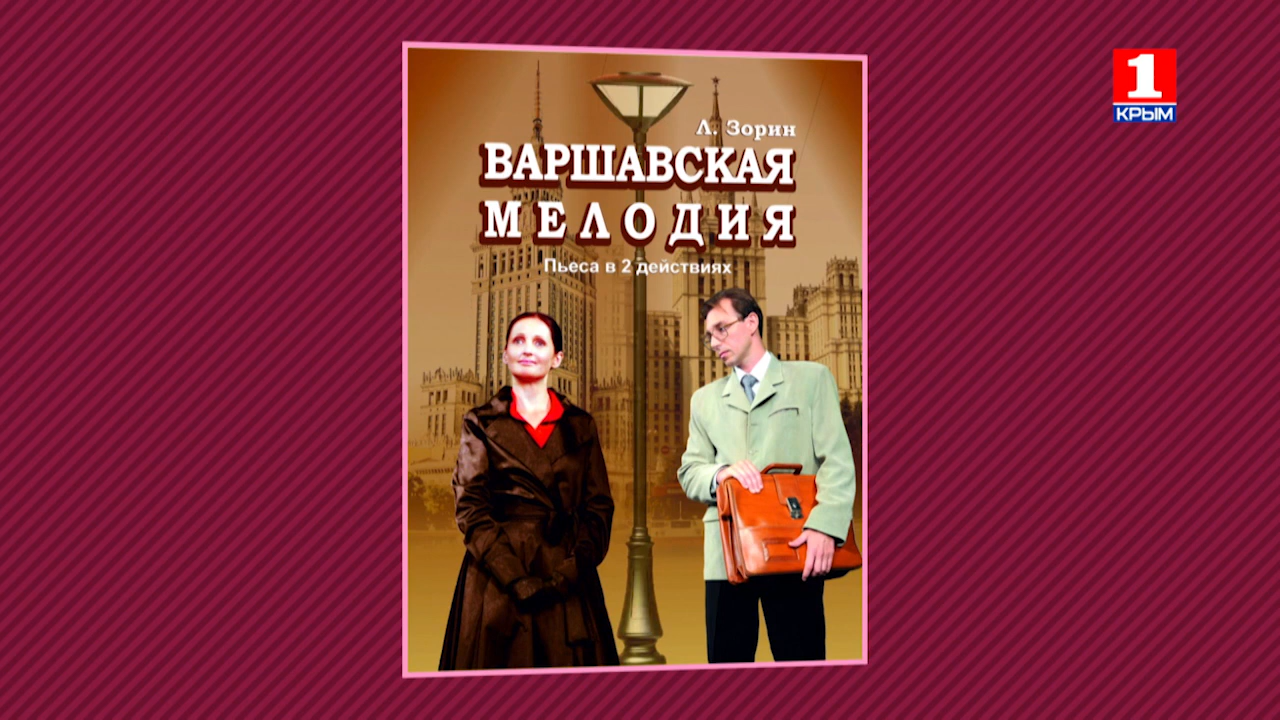 1
КРЫМ
Л. Зорин
ВАРШАВСКАЯ
МЕЛОДИЯ
Пьеса в 2 действиях